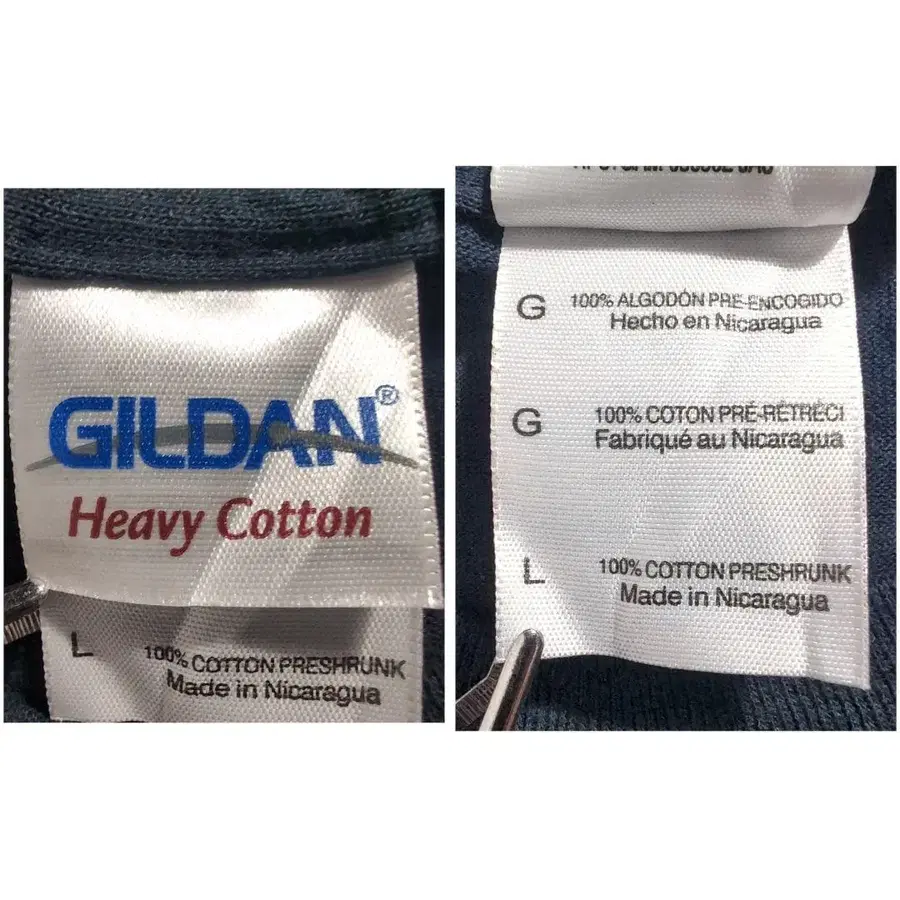 GILDAN®
Heavy Cotton
L
100% COTTON PRESHRUNK
Made in Nicaragua
G 100% ALGODÓN PRE-ENCOGIDO
Hecho en Nicaragua
G 100% COTON PRÉ-RÉTRÉCI
Fabriqué au Nicaragua
L 100% COTTON PRESHRUNK
Made in Nicaragua